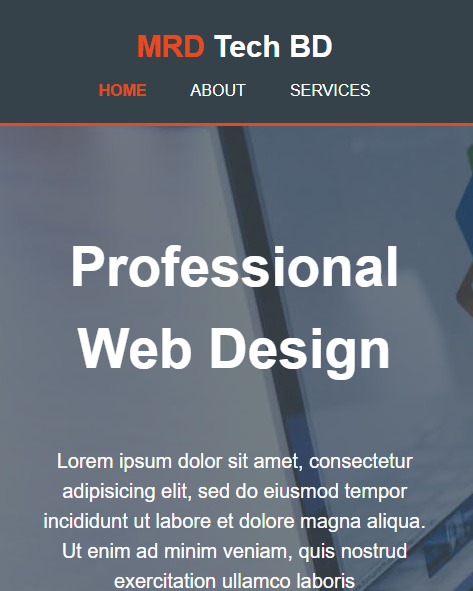 MRD Tech BD
HOME ABOUT SERVICES
Professional
Web Design
Lorem ipsum dolor sit amet, consectetur
adipisicing elit, sed do eiusmod tempor
incididunt ut labore et dolore magna aliqua.
Ut enim ad minim veniam, quis nostrud
exercitation ullamco laboris